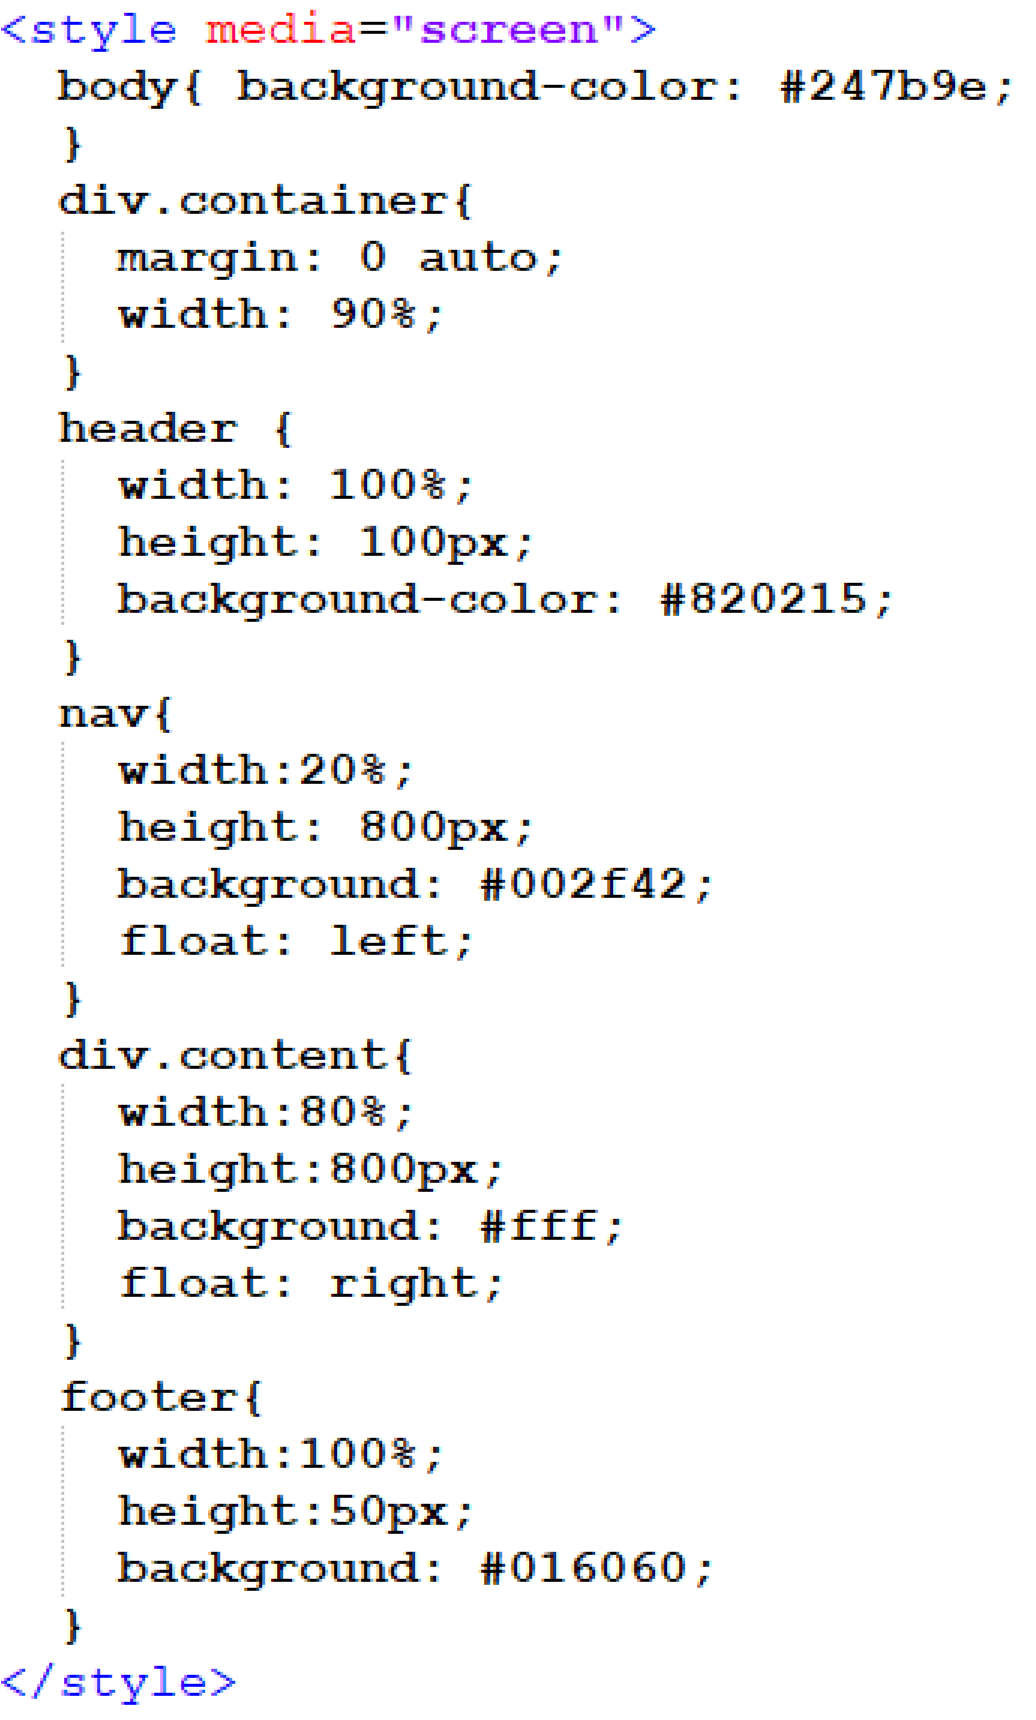 <style media="screen">
body{ background-color: #247b9e;
}
div.container{
margin: 0 auto;
width: 90%;
}
header {
width: 100%;
height: 100px;
background-color: #820215;
}
nav{
width:20%;
height: 800px;
background: #002f42;
float: left;
}
div.content{
width:80%;
height:800px;
background: #fff;
float: right;
}
footer{
width:100%;
height:50px;
background: #016060;
}
</style>